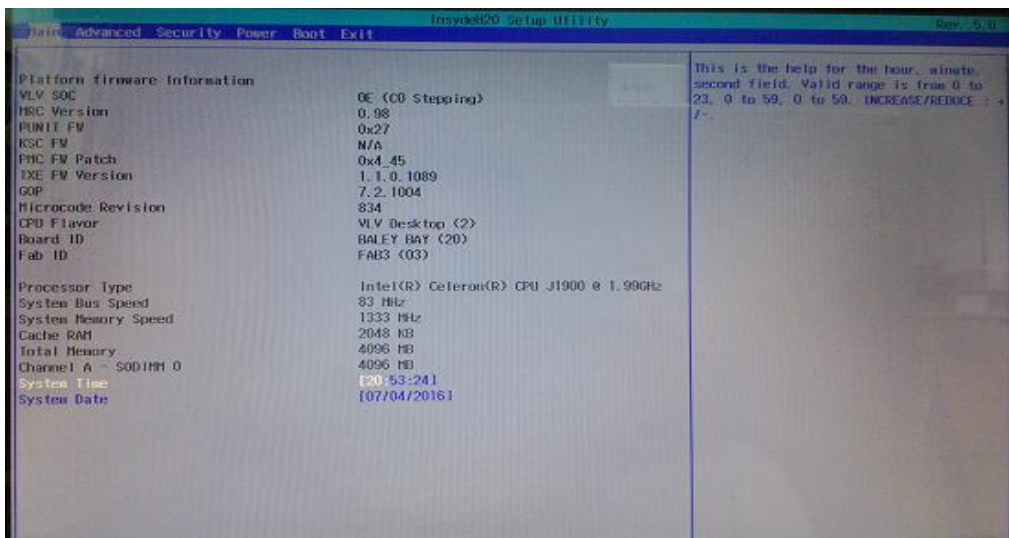 InsydeH20 Setup Utility Rev. 5.0
Main Advanced Security Power Boot Exit
Platform firmware Information
VLV SOC 0E (C0 Stepping)
MRC Version 0.98
PUNIT FW 0x27
KSC FW N/A
PMC FW Patch 0x4_45
TXE FW Version 1.1.0.1089
GOP 7.2.1004
Microcode Revision 834
CPU Flavor VLV Desktop (2)
Board ID BALEY BAY (20)
Fab ID FAB3 (03)
Processor Type Intel(R) Celeron(R) CPU J1900 @ 1.99GHz
System Bus Speed 83 MHz
System Memory Speed 1333 MHz
Cache RAM 2048 KB
Total Memory 4096 MB
Channel A - SODIMM 0 4096 MB
System Time [20:53:24]
System Date [07/04/2016]
This is the help for the hour, minute,
second field. Valid range is from 0 to
23, 0 to 59, 0 to 59. INCREASE/REDUCE : +
/-.